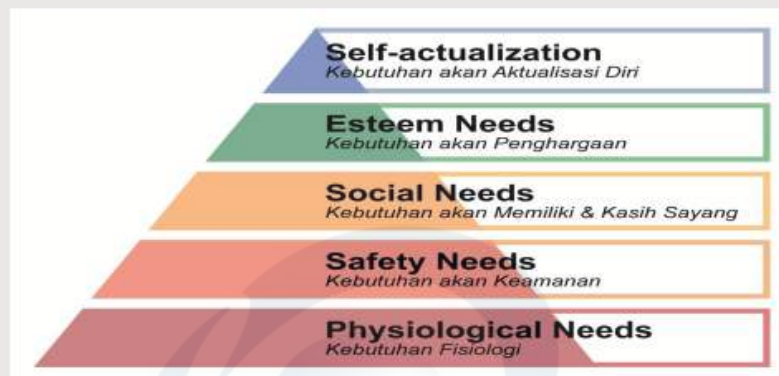 Self-actualization
Kebutuhan akan Aktualisasi Diri
Esteem Needs
Kebutuhan akan Penghargaan
Social Needs
Kebutuhan akan Memiliki & Kasih Sayang
Safety Needs
Kebutuhan akan Keamanan
Physiological Needs
Kebutuhan Fisiologi